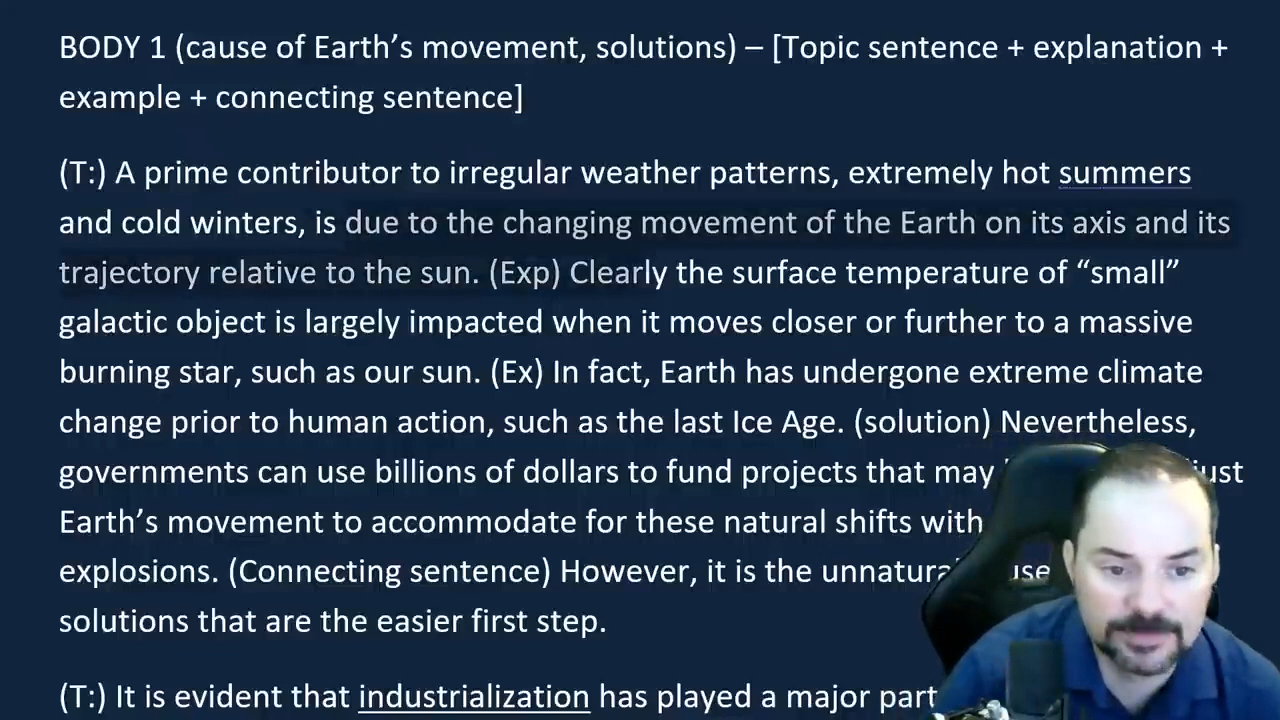 BODY 1 (cause of Earth’s movement, solutions) – [Topic sentence + explanation +
example + connecting sentence]
(T:) A prime contributor to irregular weather patterns, extremely hot summers
and cold winters, is due to the changing movement of the Earth on its axis and its
trajectory relative to the sun. (Exp) Clearly the surface temperature of “small”
galactic object is largely impacted when it moves closer or further to a massive
burning star, such as our sun. (Ex) In fact, Earth has undergone extreme climate
change prior to human action, such as the last Ice Age. (solution) Nevertheless,
governments can use billions of dollars to fund projects that may
Earth’s movement to accommodate for these natural shifts with
explosions. (Connecting sentence) However, it is the
solutions that are the easier first step.
(T:) It is evident that industrialization has played a major part